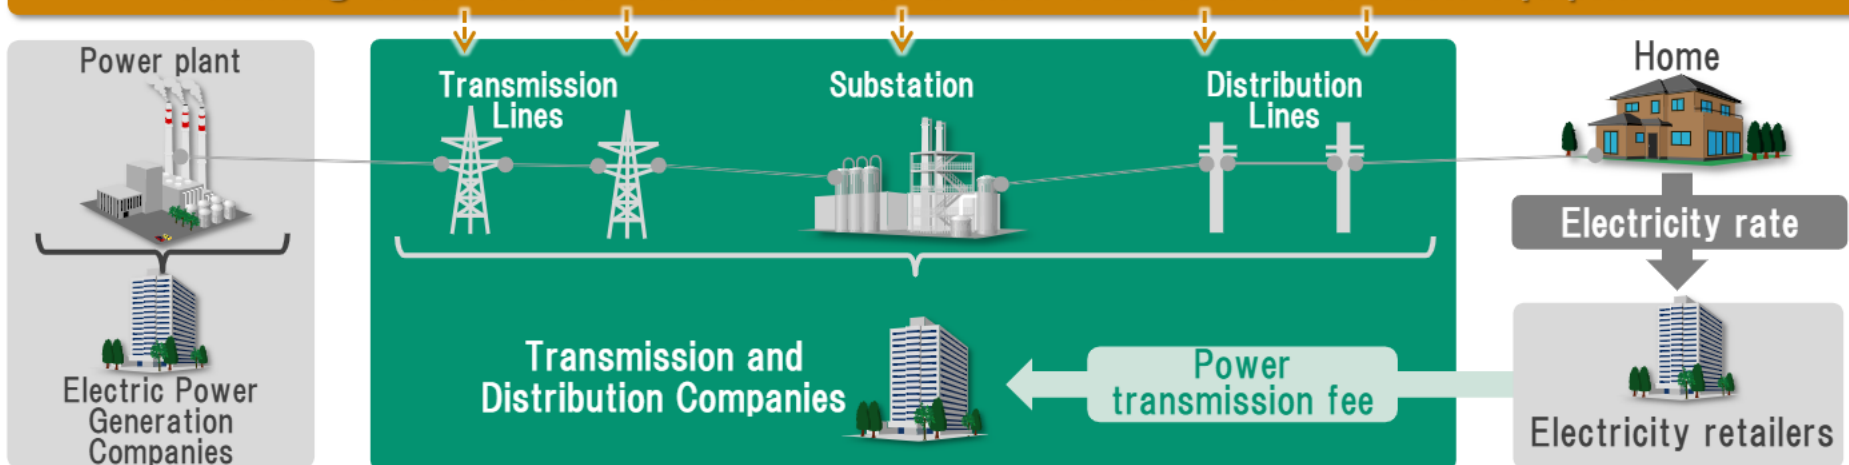 Power plant
Electric Power
Generation
Companies
Transmission
Lines
Substation
Distribution
Lines
Transmission and
Distribution Companies
Power
transmission fee
Home
Electricity rate
Electricity retailers